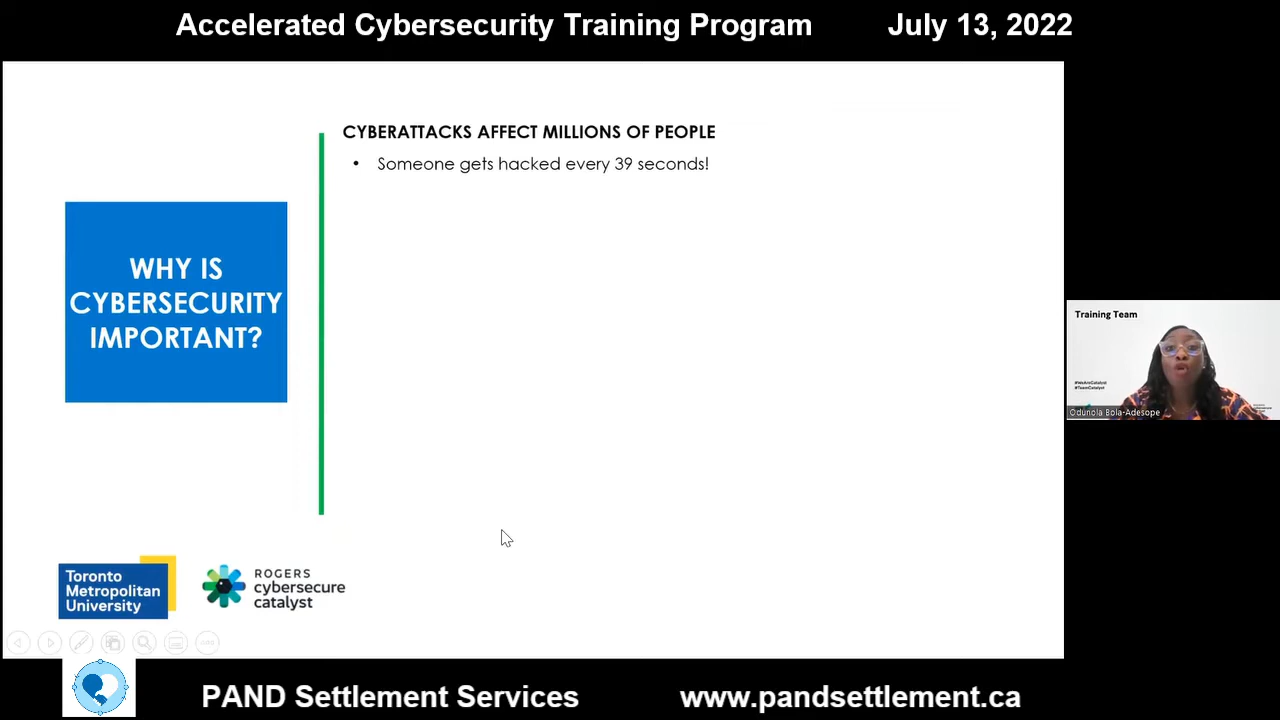 Accelerated Cybersecurity Training Program July 13, 2022
CYBERATTACKS AFFECT MILLIONS OF PEOPLE
• Someone gets hacked every 39 seconds!
WHY IS
CYBERSECURITY
IMPORTANT?
Training Team
#WeAreCatalyst
#TeamCatalyst
Odunola Bola-Adesope
Toronto
Metropolitan
University
ROGERS
cybersecure
catalyst
PAND Settlement Services www.pandsettlement.ca